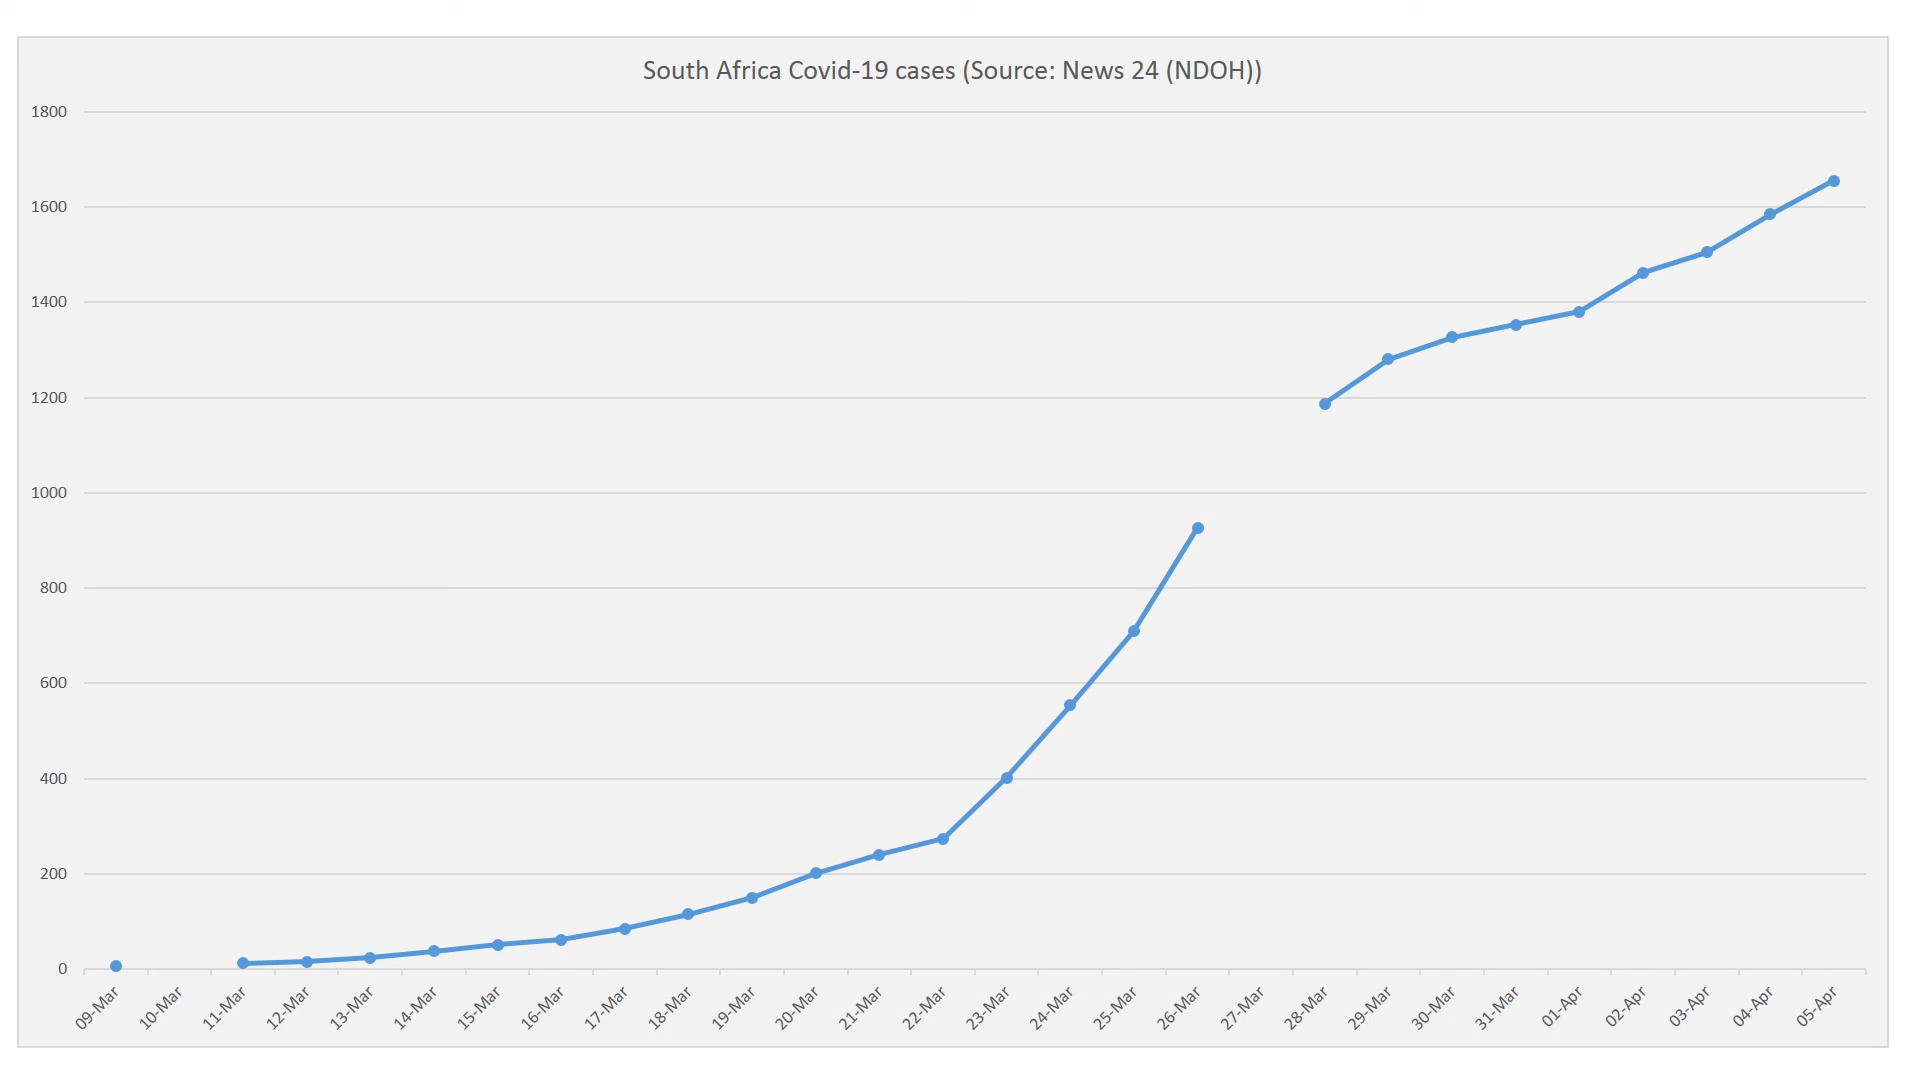 South Africa Covid-19 cases (Source: News 24 (NDOH))
1800
1600
1400
1200
1000
800
600
400
200
0
09-Mar
10-Mar
11-Mar
12-Mar
13-Mar
14-Mar
15-Mar
16-Mar
17-Mar
18-Mar
19-Mar
20-Mar
21-Mar
22-Mar
23-Mar
24-Mar
25-Mar
26-Mar
27-Mar
28-Mar
29-Mar
30-Mar
31-Mar
01-Apr
02-Apr
03-Apr
04-Apr
05-Apr